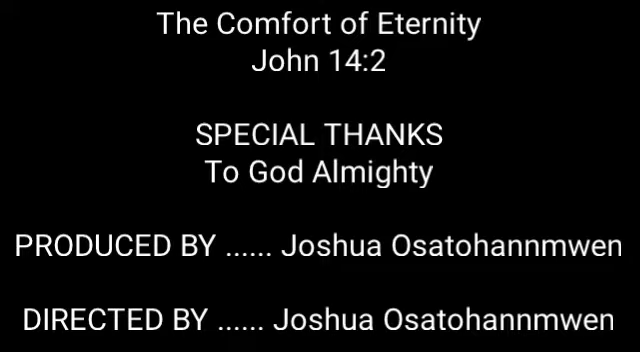 The Comfort of Eternity
John 14:2
SPECIAL THANKS
To God Almighty
PRODUCED BY ...... Joshua Osatohannmwen
DIRECTED BY ...... Joshua Osatohannmwen